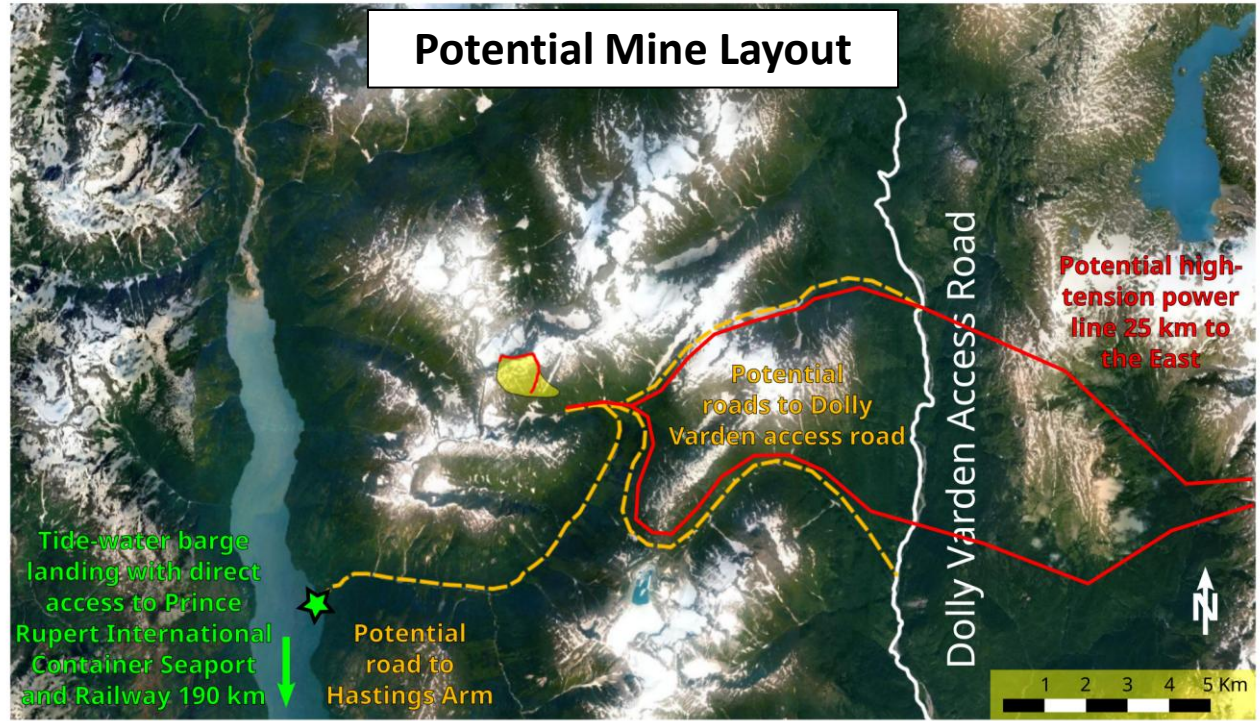 Potential Mine Layout
Dolly Varden Access Road
Potential high-
tension power
line 25 km to
the East
Potential
roads to Dolly
Varden access road
Tide-water barge
landing with direct
access to Prince
Rupert International
Container Seaport
and Railway 190 km
Potential
road to
Hastings Arm
N
1 2 3 4 5 Km